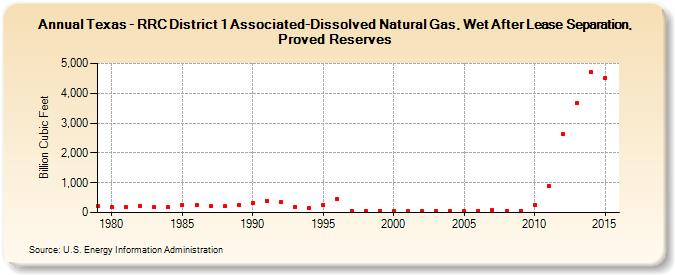 Annual Texas - RRC District 1 Associated-Dissolved Natural Gas, Wet After Lease Separation,
Proved Reserves
Billion Cubic Feet
5,000
4,000
3,000
2,000
1,000
0
1980 1985 1990 1995 2000 2005 2010 2015
Source: U.S. Energy Information Administration